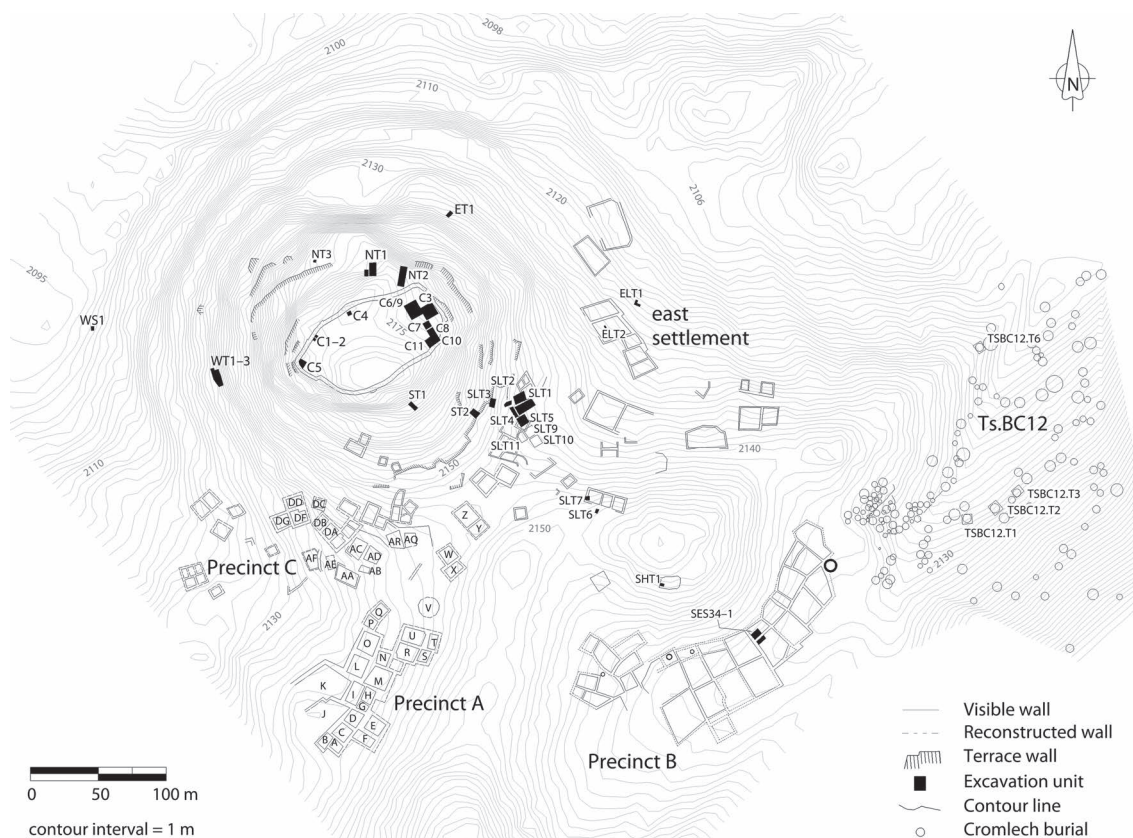 2098
2100
N
2130
2120
2110
2106
ET1
NT3
NT1
NT2
2095
ELT1
C6/9
C3
east
settlement
WS1
C4
C7
C8
2175
ELT2
C1–2
C11
C10
TSBC12.T6
WT1–3
C5
SLT2
SLT3
SLT1
ST1
ST2
SLT4
SLT5
SLT9
SLT10
SLT11
Ts.BC12
2140
2110
2150
TSBC12.T3
SLT7
SLT6
2150
TSBC12.T2
TSBC12.T1
DD
DC
DG
DF
DB
DA
Z
Y
AR
AQ
AC
AD
AF
AE
AB
AA
W
X
2130
Precinct C
SHT1
V
SES34–1
2130
Q
P
U
T
O
R
S
N
L
M
K
I
H
G
J
D
E
C
B
A
F
Precinct A
Precinct B
Visible wall
Reconstructed wall
Terrace wall
Excavation unit
Contour line
Cromlech burial
0 50 100 m
contour interval = 1 m